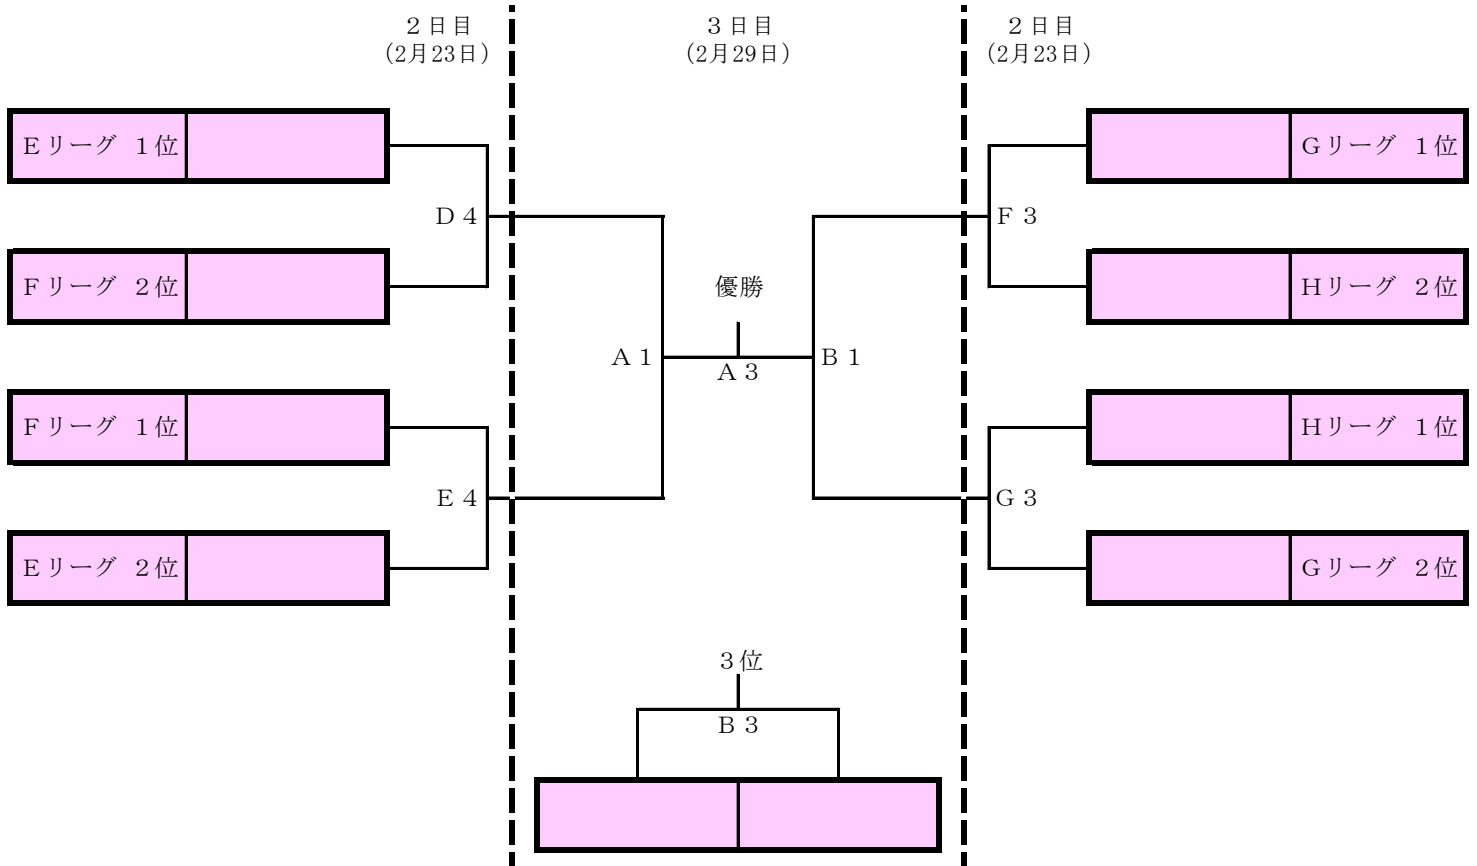 ２日目
(2月23日)
３日目
(2月29日)
２日目
(2月23日)
Ｅリーグ １位
Ｇリーグ １位
Ｄ４
Ｆ３
Ｆリーグ ２位
優勝
Ｈリーグ ２位
Ａ１
Ａ３
Ｂ１
Ｆリーグ １位
Ｈリーグ １位
Ｅ４
Ｇ３
Ｅリーグ ２位
Ｇリーグ ２位
３位
Ｂ３